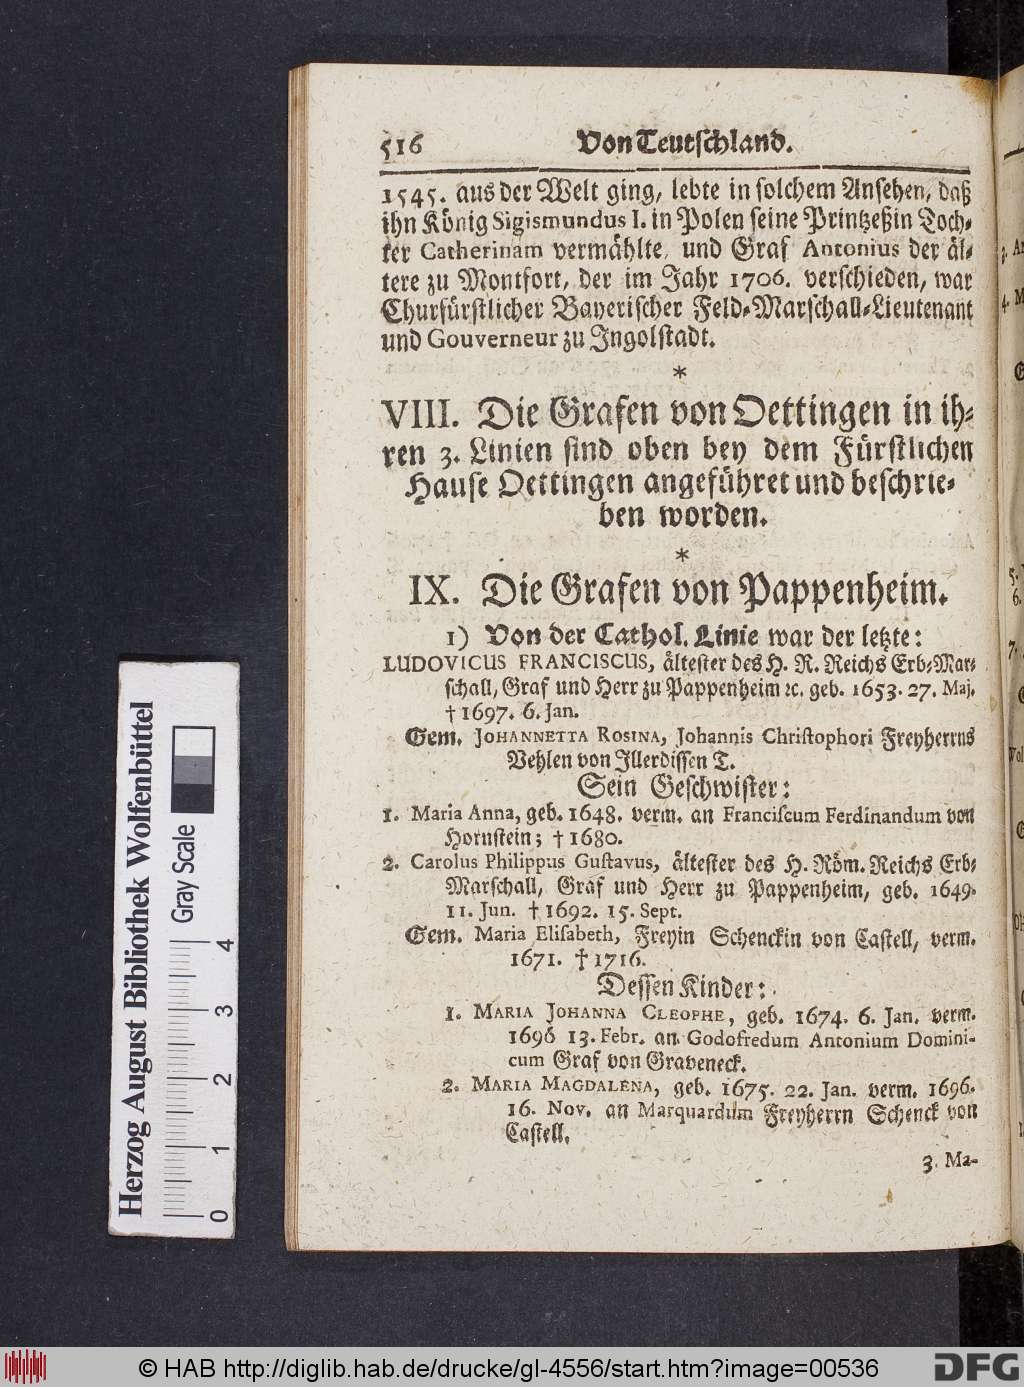 516 Von Teutschland.
1545. aus der Welt ging, lebte in solchem Ansehen, daß
ihn König Sigismundus I. in Polen seine Printzeßin Toch-
ter Catherinam vermählte, und Graf Antonius der äl-
tere zu Montfort, der im Jahr 1706. verschieden, war
Churfürstlicher Bayerischer Feld-Marschall-Lieutenant
und Gouverneur zu Ingolstadt.
*
VIII. Die Grafen von Oettingen in ih-
ren 3. Linien sind oben bey dem Fürstlichen
Hause Oettingen angeführet und beschrie-
ben worden.
*
IX. Die Grafen von Pappenheim.
1) Von der Cathol. Linie war der letzte:
LUDOVICUS FRANCISCUS, ältester des H. R. Reichs Erb-Mar-
schall, Graf und Herr zu Pappenheim ꝛc. geb. 1653. 27. Maj.
† 1697. 6. Jan.
Gem. JOHANNETTA ROSINA, Johannis Christophori Freyherrns
Vehlen von Illerdissen T.
Sein Geschwister:
1. Maria Anna, geb. 1648. verm. an Franciscum Ferdinandum von
Hornstein; † 1680.
2. Carolus Philippus Gustavus, ältester des H. Röm. Reichs Erb-
Marschall, Graf und Herr zu Pappenheim, geb. 1649.
11. Jun. † 1692. 15. Sept.
Gem. Maria Elisabeth, Freyin Schenckin von Castell, verm.
1671. † 1716.
Dessen Kinder:
1. MARIA JOHANNA CLEOPHE, geb. 1674. 6. Jan. verm.
1696 13. Febr. an Godofredum Antonium Domini-
cum Graf von Graveneck.
2. MARIA MAGDALENA, geb. 1675. 22. Jan. verm. 1696.
16. Nov. an Marquardum Freyherrn Schenck von
Castell.
3. Ma-
Herzog August Bibliothek Wolfenbüttel
Gray Scale
0 1 2 3 4
© HAB http://diglib.hab.de/drucke/gl-4556/start.htm?image=00536
DFG